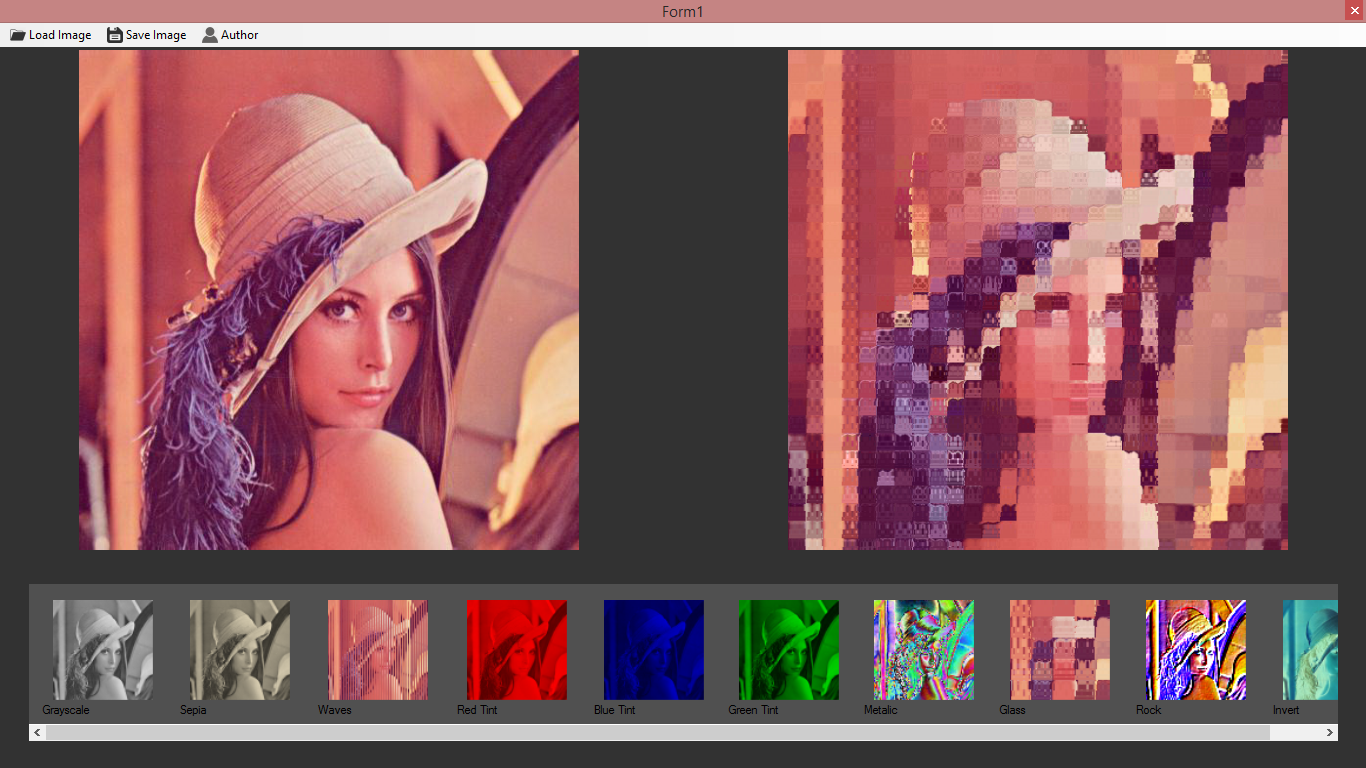 Form1
Load Image Save Image Author
Grayscale Sepia Waves Red Tint Blue Tint Green Tint Metalic Glass Rock Invert